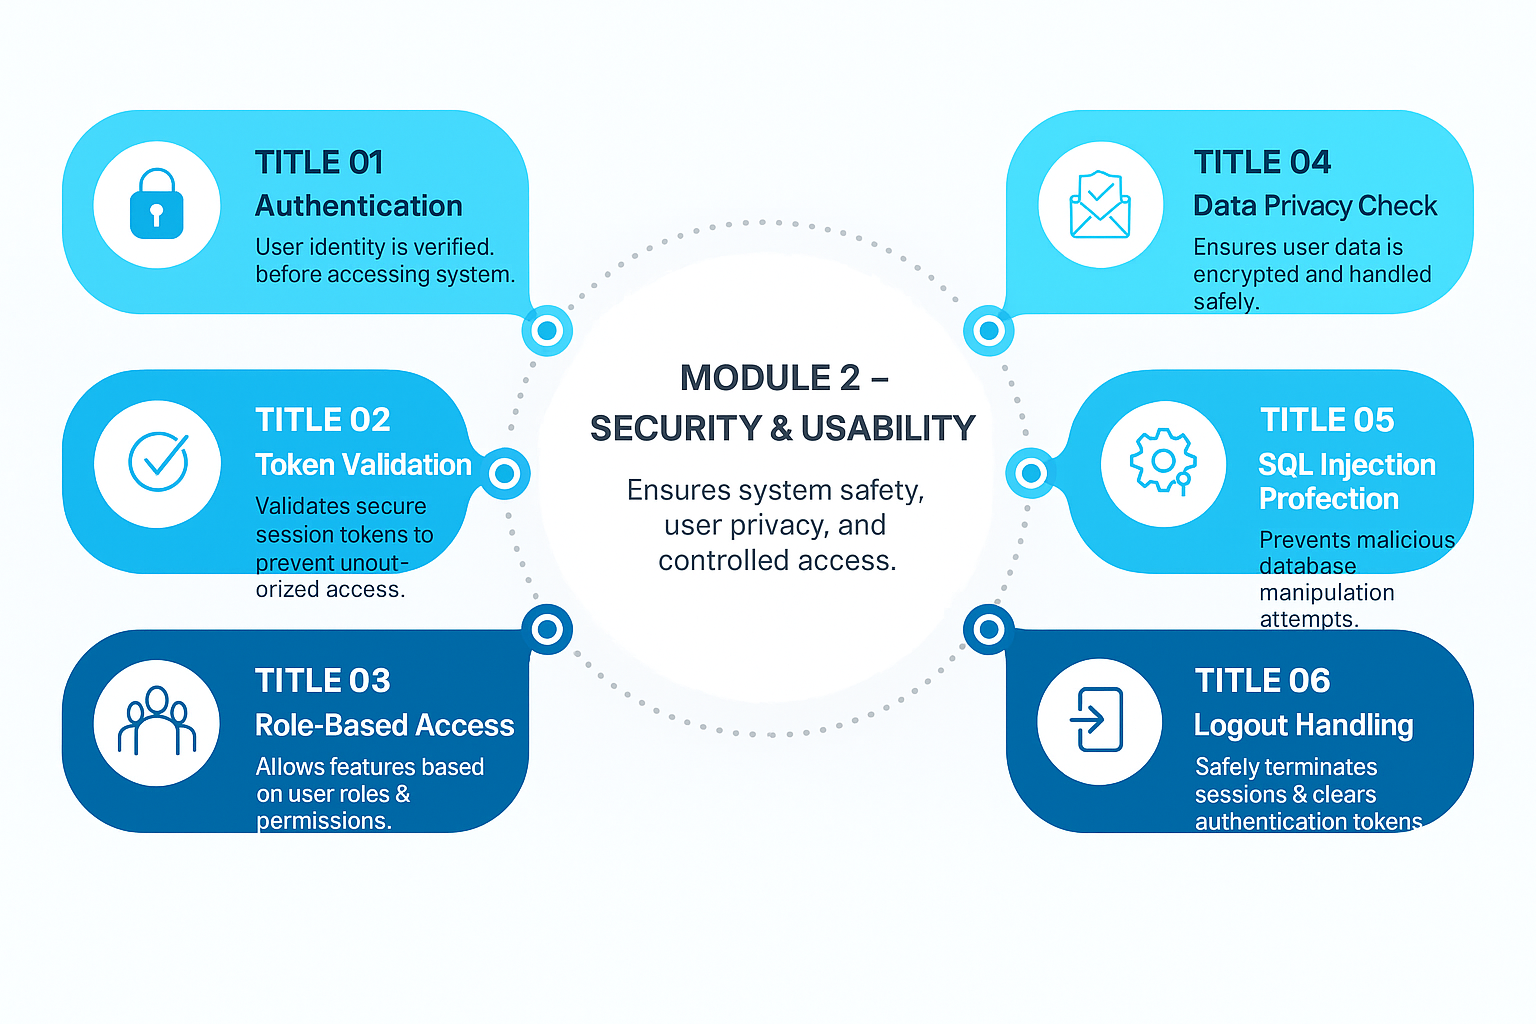 TITLE 01
Authentication
User identity is verified.
before accessing system.
TITLE 02
Token Validation
Validates secure
session tokens to
prevent unout-
orized access.
TITLE 03
Role-Based Access
Allows features based
on user roles &
permissions.
MODULE 2 –
SECURITY & USABILITY
Ensures system safety,
user privacy, and
controlled access.
TITLE 04
Data Privacy Check
Ensures user data is
encrypted and handled
safely.
TITLE 05
SQL Injection
Profection
Prevents malicious
database
manipulation
attempts.
TITLE 06
Logout Handling
Safely terminates
sessions & clears
authentication tokens